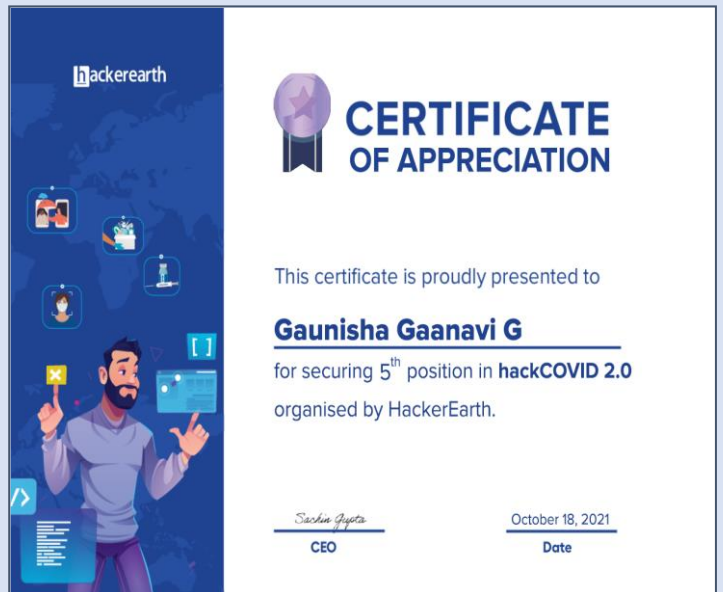 hackerearth
CERTIFICATE
OF APPRECIATION
This certificate is proudly presented to
Gaunisha Gaanavi G
for securing 5th position in hackCOVID 2.0
organised by HackerEarth.
[ ]
</>
Sachin Gupta
October 18, 2021
CEO
Date